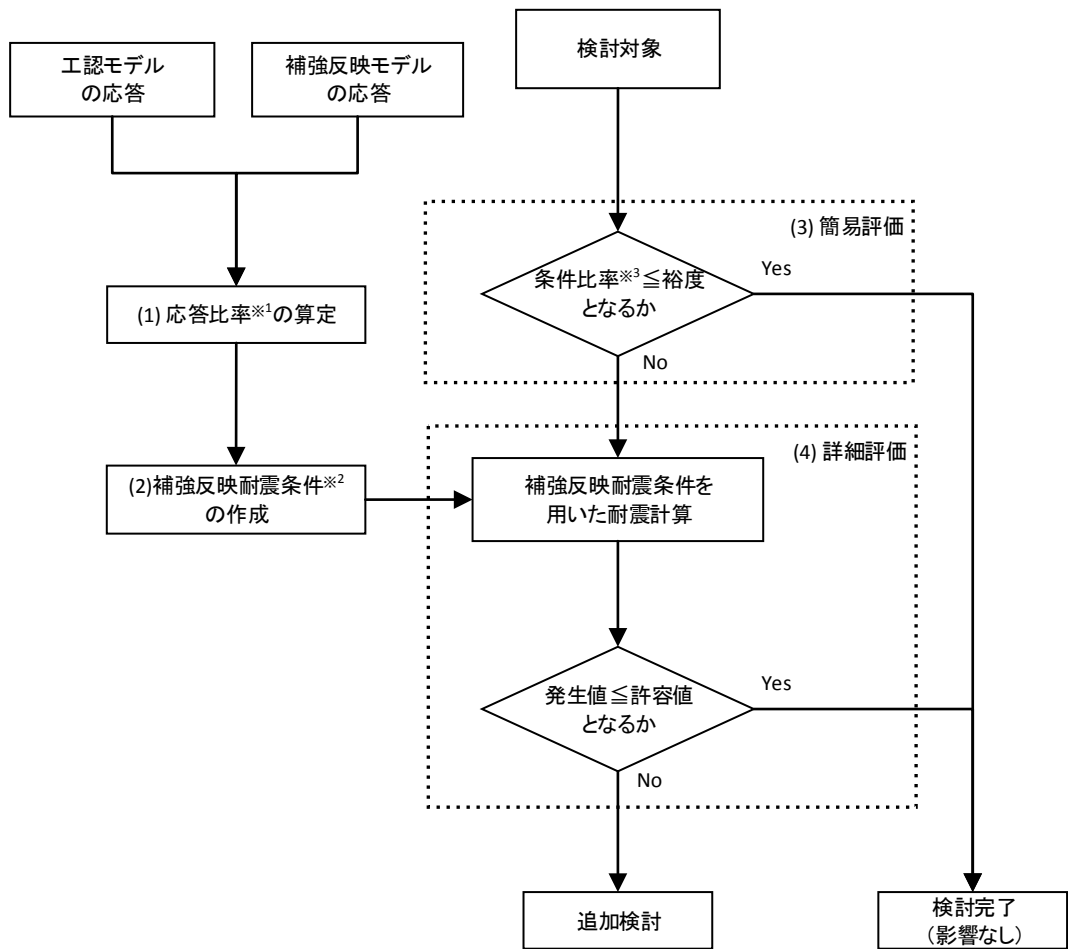 工認モデル
の応答
補強反映モデル
の応答
検討対象
(1) 応答比率※1の算定
(2)補強反映耐震条件※2
の作成
(3) 簡易評価
条件比率※3≦裕度
となるか
Yes
No
(4) 詳細評価
補強反映耐震条件を
用いた耐震計算
発生値≦許容値
となるか
Yes
No
追加検討
検討完了
(影響なし)